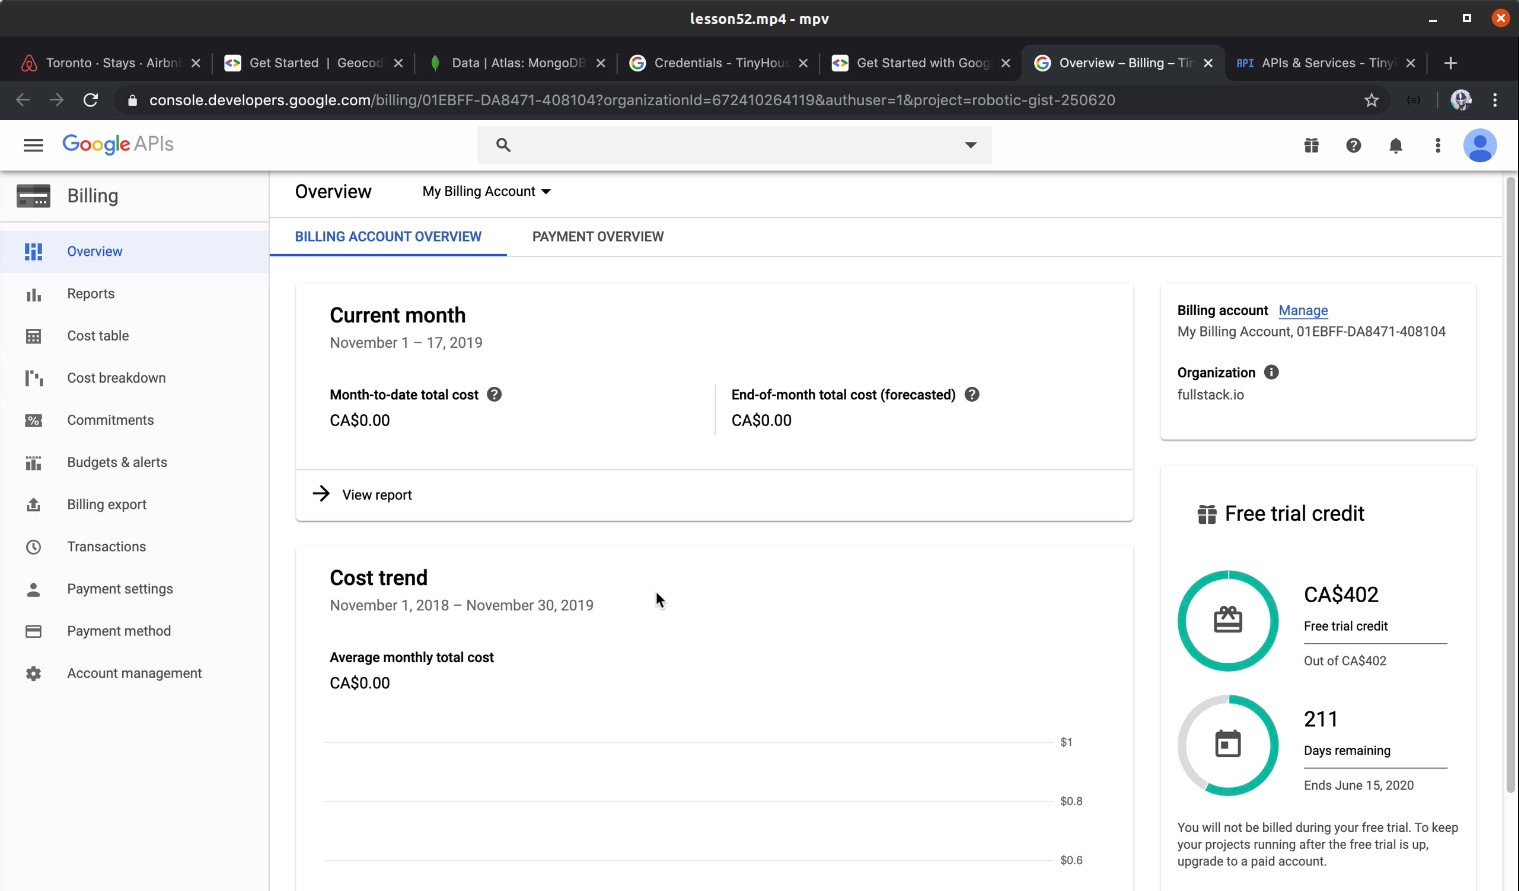 lesson52.mp4 - mpv
Toronto · Stays · Airbn
Get Started | Geocod
Data | Atlas: MongoDB
Credentials - TinyHous
Get Started with Goog
Overview – Billing – Tin
API APIs & Services - Tiny
console.developers.google.com/billing/01EBFF-DA8471-408104?organizationId=672410264119&authuser=1&project=robotic-gist-250620
Google APIs
Billing
Overview
Reports
Cost table
Cost breakdown
Commitments
Budgets & alerts
Billing export
Transactions
Payment settings
Payment method
Account management
Overview My Billing Account
BILLING ACCOUNT OVERVIEW PAYMENT OVERVIEW
Current month
November 1 – 17, 2019
Month-to-date total cost
CA$0.00
End-of-month total cost (forecasted)
CA$0.00
View report
Cost trend
November 1, 2018 – November 30, 2019
Average monthly total cost
CA$0.00
$1
$0.8
$0.6
Billing account Manage
My Billing Account, 01EBFF-DA8471-408104
Organization
fullstack.io
Free trial credit
CA$402
Free trial credit
Out of CA$402
211
Days remaining
Ends June 15, 2020
You will not be billed during your free trial. To keep
your projects running after the free trial is up,
upgrade to a paid account.